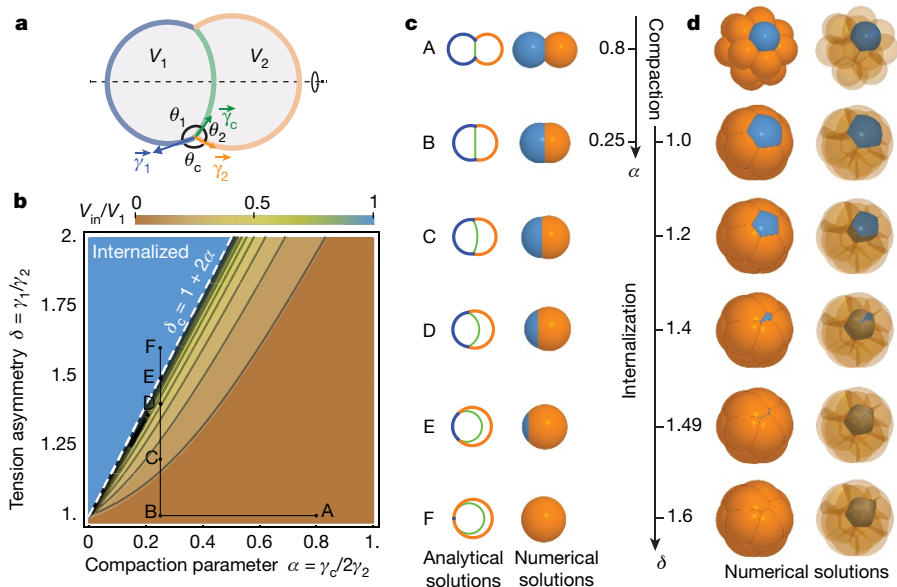 a
V₁
V₂
θ₁
θ₂
θc
γ₁
γc
γ₂
b
Vin/V₁
0
0.5
1
Internalized
δc = 1 + 2α
F
E
D
C
B
A
2.
1.75
1.5
1.25
1.
0
0.2
0.4
0.6
0.8
1.
Tension asymmetry δ = γ₁/γ₂
Compaction parameter α = γc/2γ₂
c
A
B
C
D
E
F
Analytical solutions
Numerical solutions
0.8
0.25
α
Compaction
Internalization
1.0
1.2
1.4
1.49
1.6
δ
d
Numerical solutions